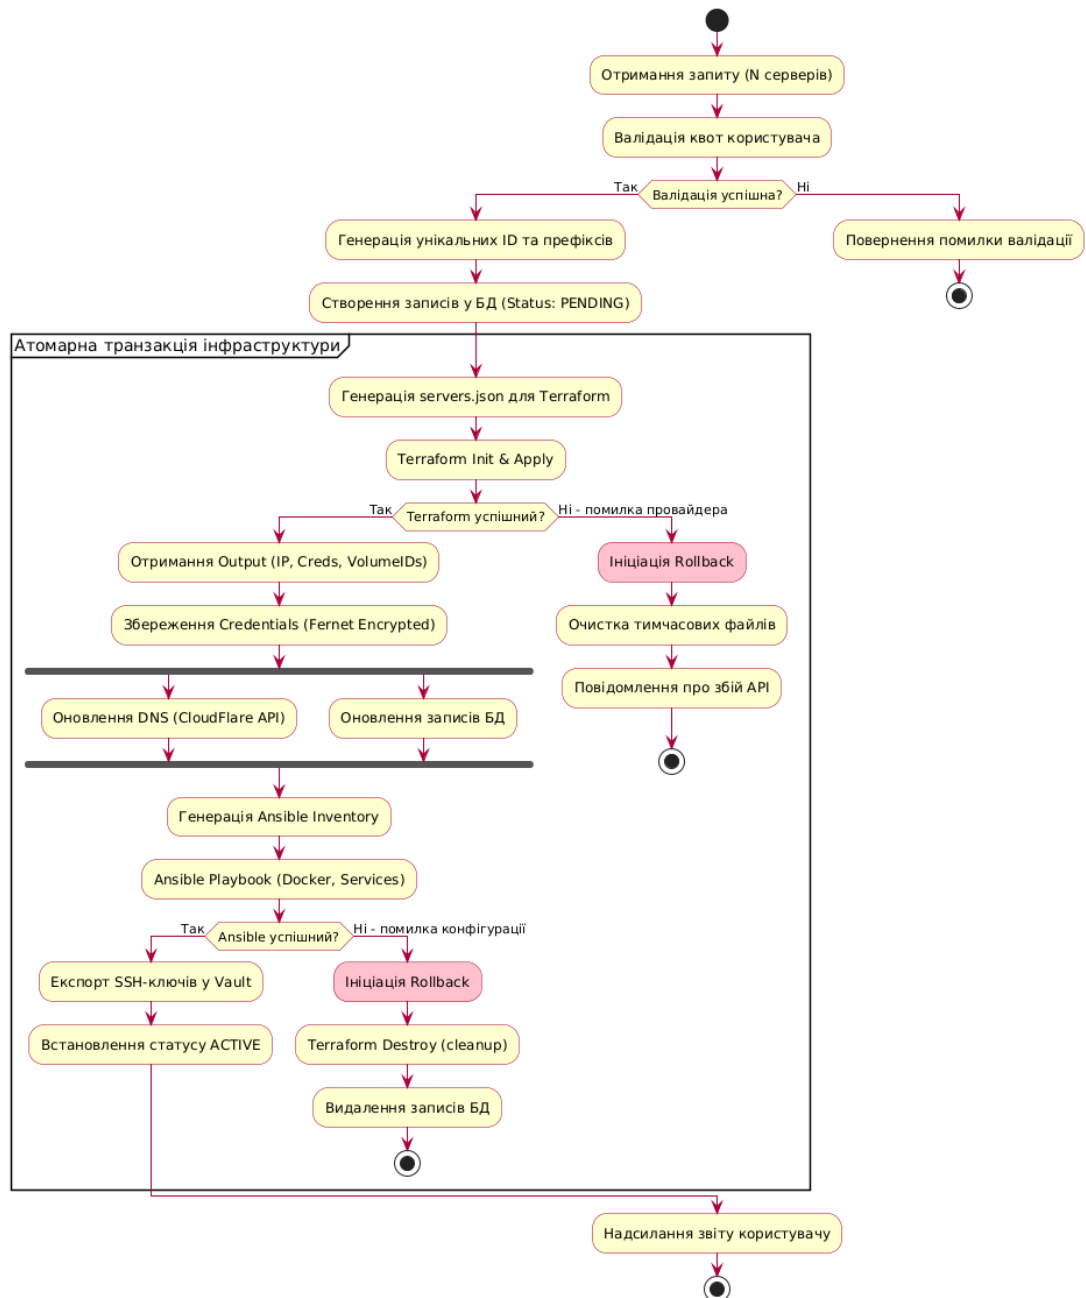 Отримання запиту (N серверів)
Валідація квот користувача
Так
Валідація успішна?
Ні
Генерація унікальних ID та префіксів
Повернення помилки валідації
Створення записів у БД (Status: PENDING)
Атомарна транзакція інфраструктури
Генерація servers.json для Terraform
Terraform Init & Apply
Так
Terraform успішний?
Ні - помилка провайдера
Отримання Output (IP, Creds, VolumeIDs)
Ініціація Rollback
Збереження Credentials (Fernet Encrypted)
Очистка тимчасових файлів
Повідомлення про збій API
Оновлення DNS (CloudFlare API)
Оновлення записів БД
Генерація Ansible Inventory
Ansible Playbook (Docker, Services)
Так
Ansible успішний?
Ні - помилка конфігурації
Експорт SSH-ключів у Vault
Ініціація Rollback
Встановлення статусу ACTIVE
Terraform Destroy (cleanup)
Видалення записів БД
Надсилання звіту користувачу